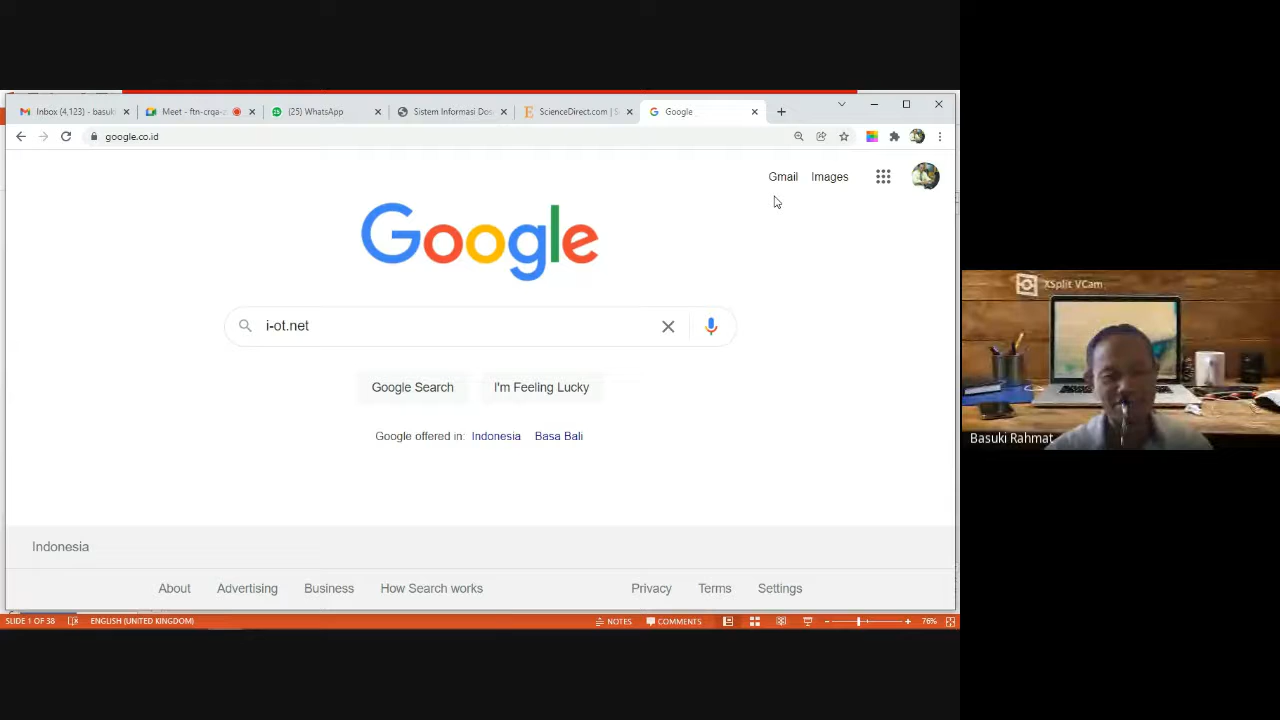 Inbox (4,123) - basuk
Meet - ftn-crqa-z
(25) WhatsApp
Sistem Informasi Dos
ScienceDirect.com | S
Google
google.co.id
Gmail
Images
Google
i-ot.net
Google Search
I'm Feeling Lucky
Google offered in: Indonesia Basa Bali
Indonesia
About
Advertising
Business
How Search works
Privacy
Terms
Settings
SLIDE 1 OF 38
ENGLISH (UNITED KINGDOM)
NOTES
COMMENTS
76%
XSplit VCam
Basuki Rahmat